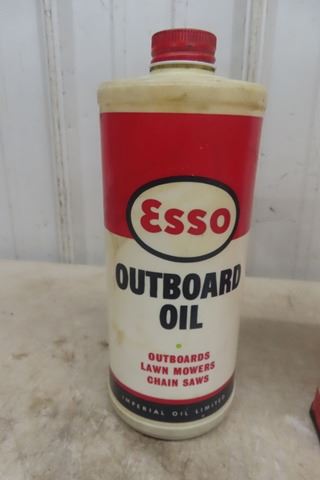 Esso
OUTBOARD
OIL
OUTBOARDS
LAWN MOWERS
CHAIN SAWS
IMPERIAL OIL LIMITED